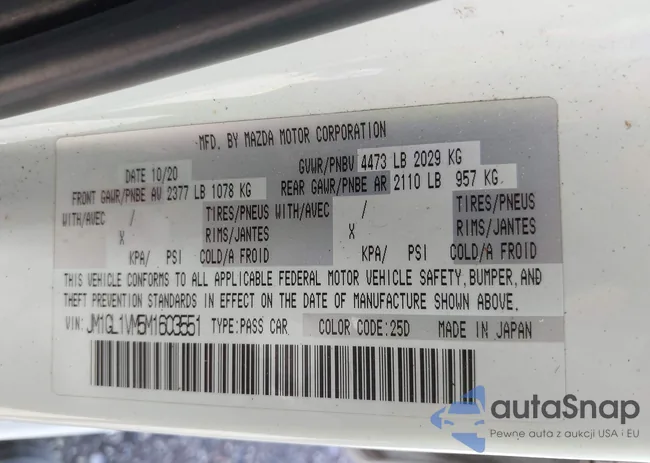 MFD. BY MAZDA MOTOR CORPORATION
DATE 10/20 GVWR/PNBV 4473 LB 2029 KG
FRONT GAWR/PNBE AV 2377 LB 1078 KG REAR GAWR/PNBE AR 2110 LB 957 KG
WITH/AVEC / TIRES/PNEUS WITH/AVEC / TIRES/PNEUS
X RIMS/JANTES X RIMS/JANTES
KPA/ PSI COLD/A FROID KPA/ PSI COLD/A FROID
THIS VEHICLE CONFORMS TO ALL APPLICABLE FEDERAL MOTOR VEHICLE SAFETY, BUMPER, AND
THEFT PREVENTION STANDARDS IN EFFECT ON THE DATE OF MANUFACTURE SHOWN ABOVE.
VIN: JM1GL1VM5M1603551 TYPE:PASS CAR COLOR CODE:25D MADE IN JAPAN
autaSnap
Pewne auta z aukcji USA i EU